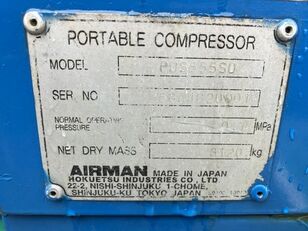 PORTABLE COMPRESSOR
MODEL
SER NO
NORMAL OPERATING
PRESSURE MPa
NET DRY MASS kg
AIRMAN MADE IN JAPAN
HOKUETSU INDUSTRIES CO., LTD.
22-2, NISHI-SHINJUKU 1-CHOME,
SHINJUKU-KU TOKYO JAPAN